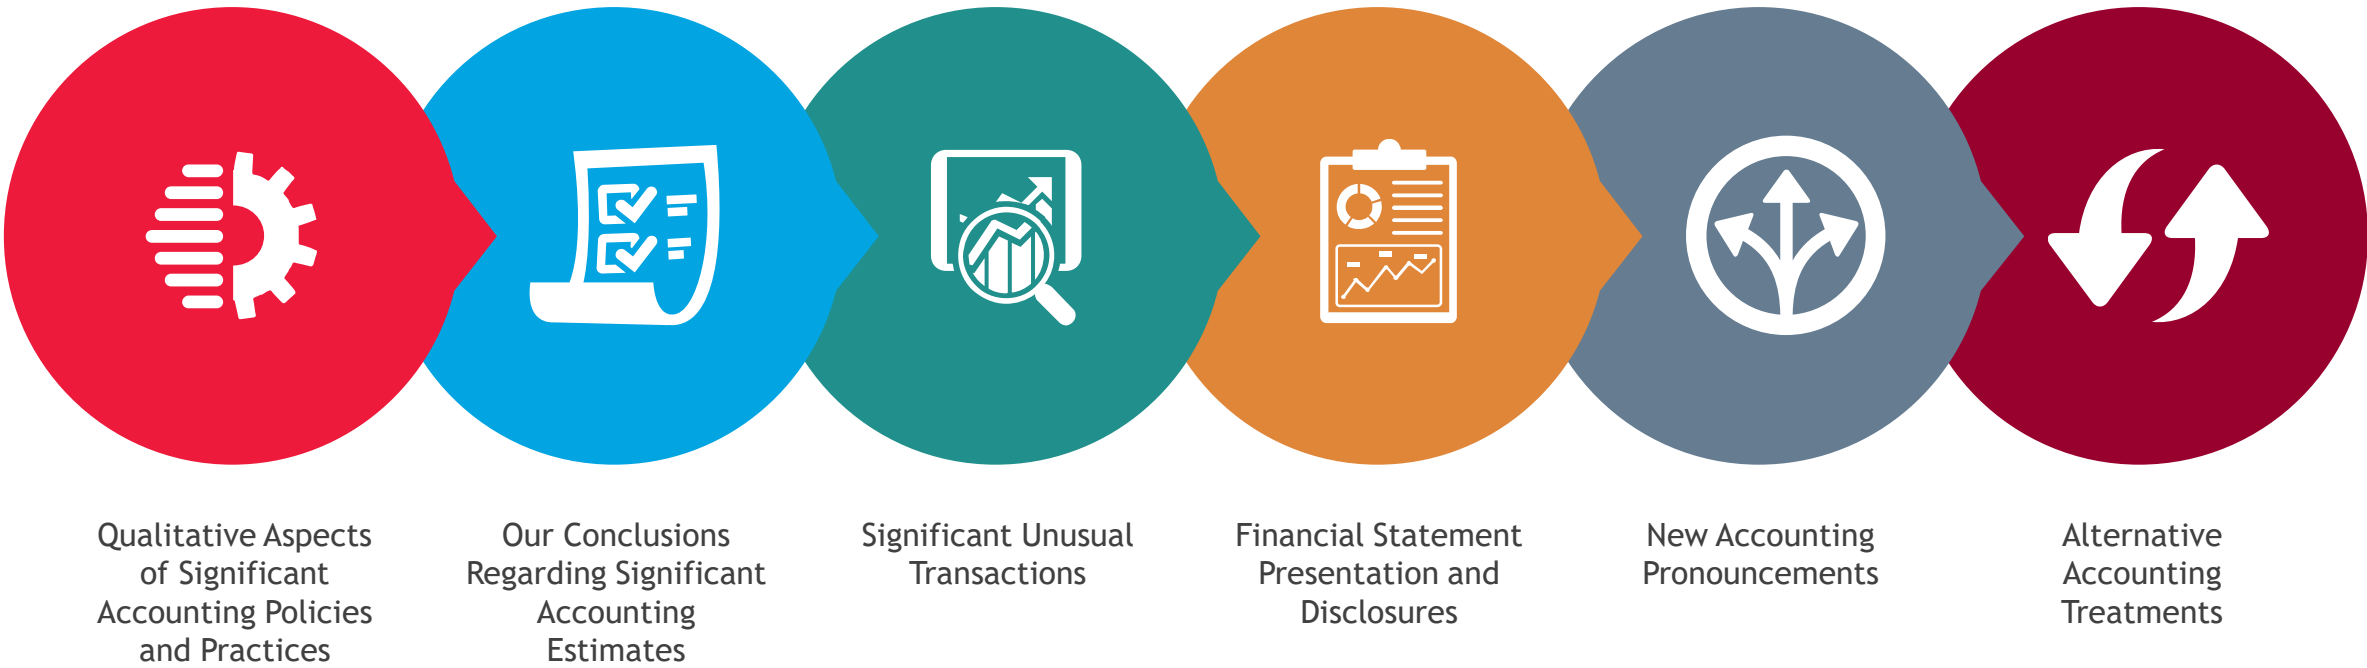 Qualitative Aspects
of Significant
Accounting Policies
and Practices
Our Conclusions
Regarding Significant
Accounting
Estimates
Significant Unusual
Transactions
Financial Statement
Presentation and
Disclosures
New Accounting
Pronouncements
Alternative
Accounting
Treatments